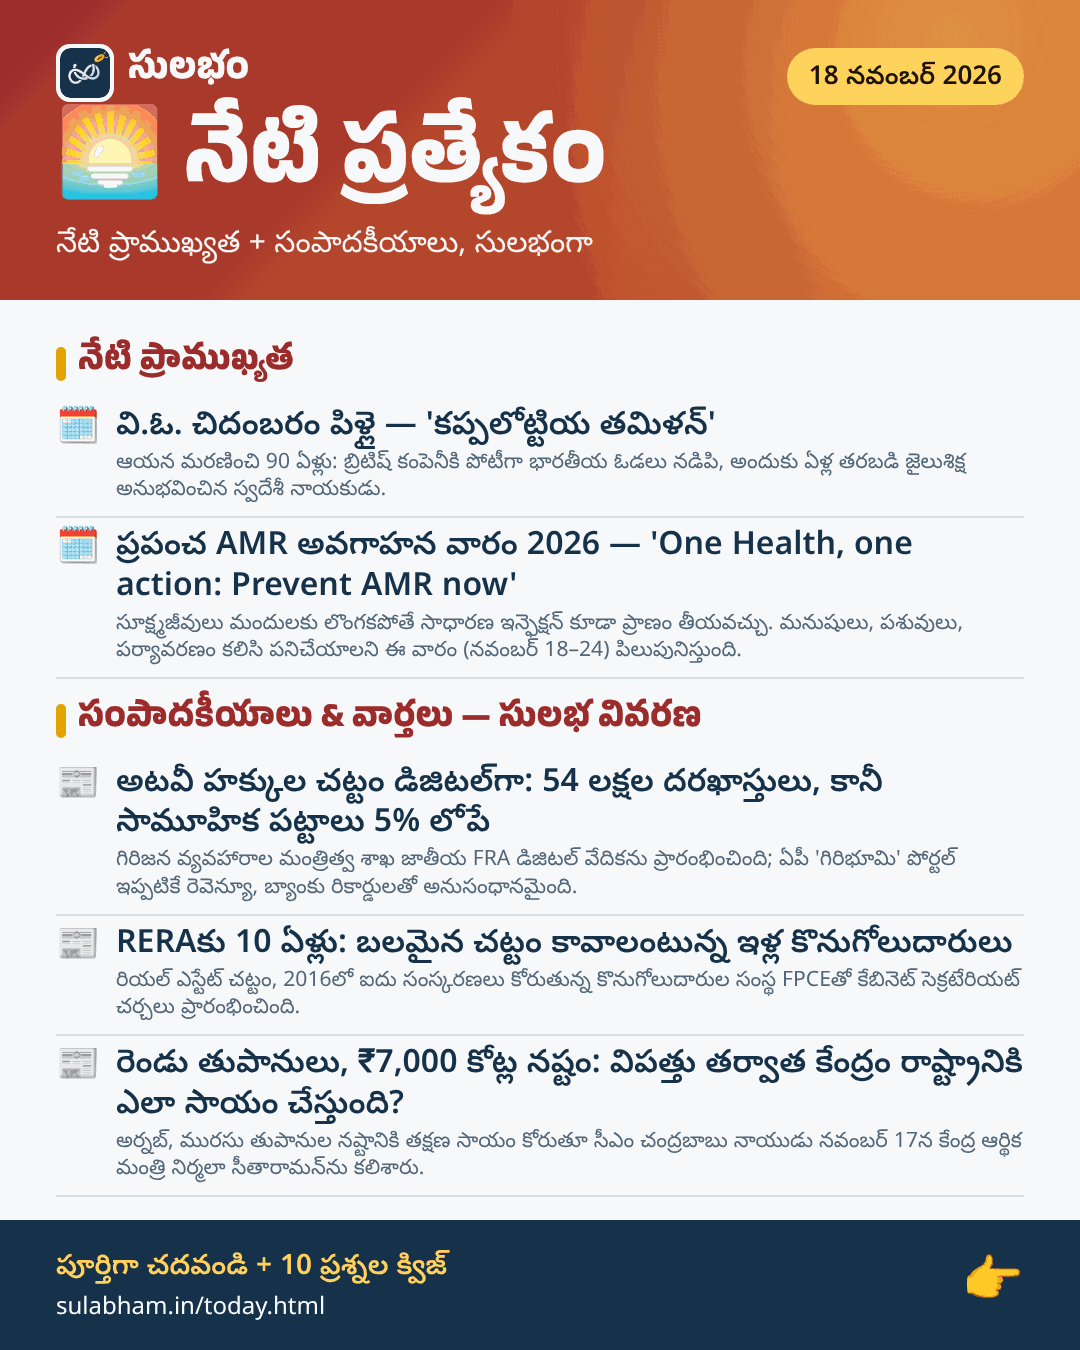 సులభం
18 నవంబర్ 2026
నేటి ప్రత్యేకం
నేటి ప్రాముఖ్యత + సంపాదకీయాలు, సులభంగా
నేటి ప్రాముఖ్యత
వి.ఓ. చిదంబరం పిళ్లై — 'కప్పలోట్టియ తమిళన్'
ఆయన మరణించి 90 ఏళ్లు: బ్రిటిష్ కంపెనీకి పోటీగా భారతీయ ఓడలు నడిపి, అందుకు ఏళ్ల తరబడి జైలుశిక్ష
అనుభవించిన స్వదేశీ నాయకుడు.
ప్రపంచ AMR అవగాహన వారం 2026 — 'One Health, one
action: Prevent AMR now'
సూక్ష్మజీవులు మందులకు లొంగకపోతే సాధారణ ఇన్ఫెక్షన్ కూడా ప్రాణం తీయవచ్చు. మనుషులు, పశువులు,
పర్యావరణం కలిసి పనిచేయాలని ఈ వారం (నవంబర్ 18–24) పిలుపునిస్తుంది.
సంపాదకీయాలు & వార్తలు — సులభ వివరణ
అటవీ హక్కుల చట్టం డిజిటల్‌గా: 54 లక్షల దరఖాస్తులు, కానీ
సామూహిక పట్టాలు 5% లోపే
గిరిజన వ్యవహారాల మంత్రిత్వ శాఖ జాతీయ FRA డిజిటల్ వేదికను ప్రారంభించింది; ఏపీ 'గిరిభూమి' పోర్టల్
ఇప్పటికే రెవెన్యూ, బ్యాంకు రికార్డులతో అనుసంధానమైంది.
RERAకు 10 ఏళ్లు: బలమైన చట్టం కావాలంటున్న ఇళ్ల కొనుగోలుదారులు
రియల్ ఎస్టేట్ చట్టం, 2016లో ఐదు సంస్కరణలు కోరుతున్న కొనుగోలుదారుల సంస్థ FPCEతో కేబినెట్ సెక్రటేరియట్
చర్చలు ప్రారంభించింది.
రెండు తుపానులు, ₹7,000 కోట్ల నష్టం: విపత్తు తర్వాత కేంద్రం రాష్ట్రానికి
ఎలా సాయం చేస్తుంది?
అర్నబ్, మురసు తుపానుల నష్టానికి తక్షణ సాయం కోరుతూ సీఎం చంద్రబాబు నాయుడు నవంబర్ 17న కేంద్ర ఆర్థిక
మంత్రి నిర్మలా సీతారామన్‌ను కలిశారు.
పూర్తిగా చదవండి + 10 ప్రశ్నల క్విజ్
sulabham.in/today.html